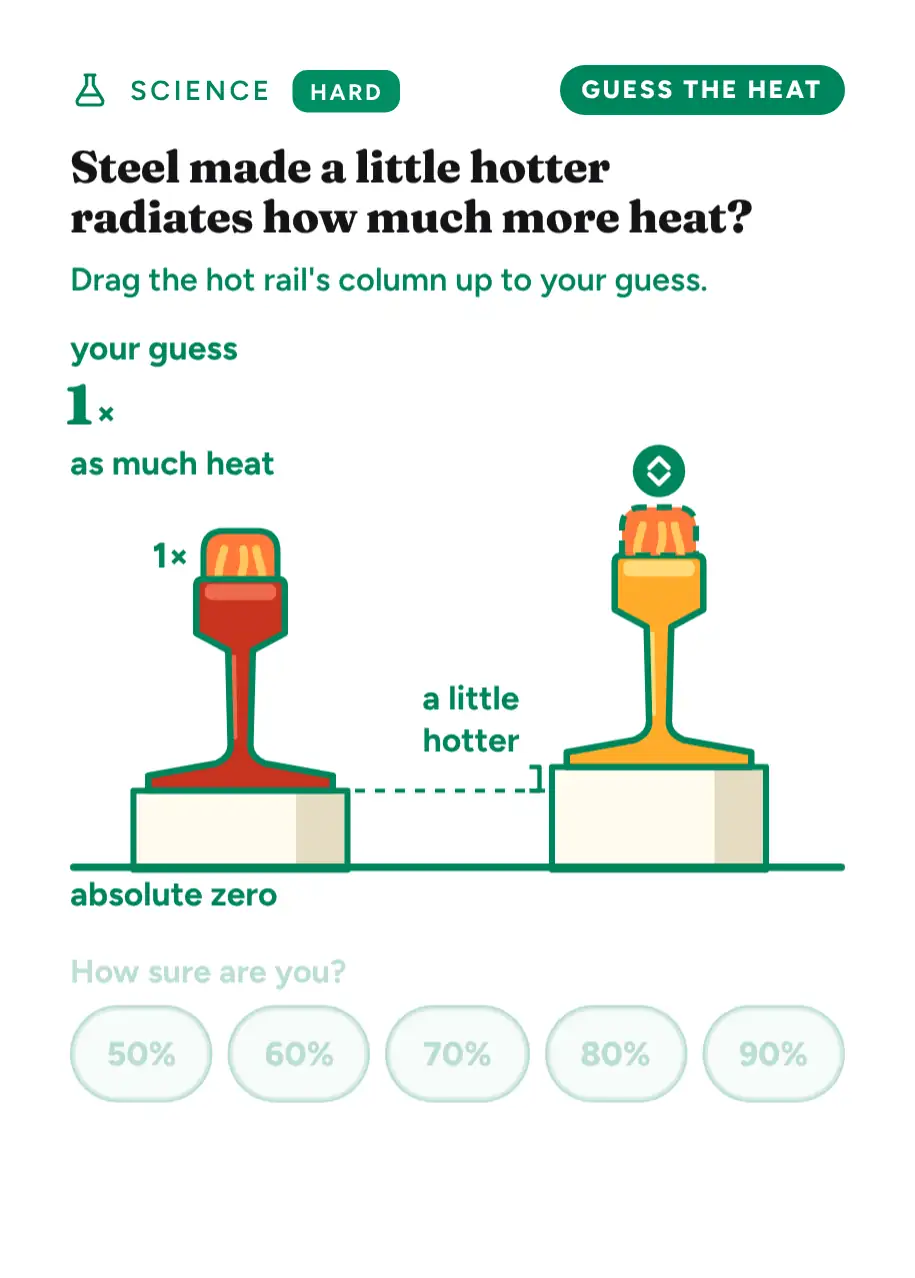 SCIENCE HARD GUESS THE HEAT
Steel made a little hotter
radiates how much more heat?
Drag the hot rail's column up to your guess.
your guess
1×
as much heat
1×
a little
hotter
absolute zero
How sure are you?
50% 60% 70% 80% 90%